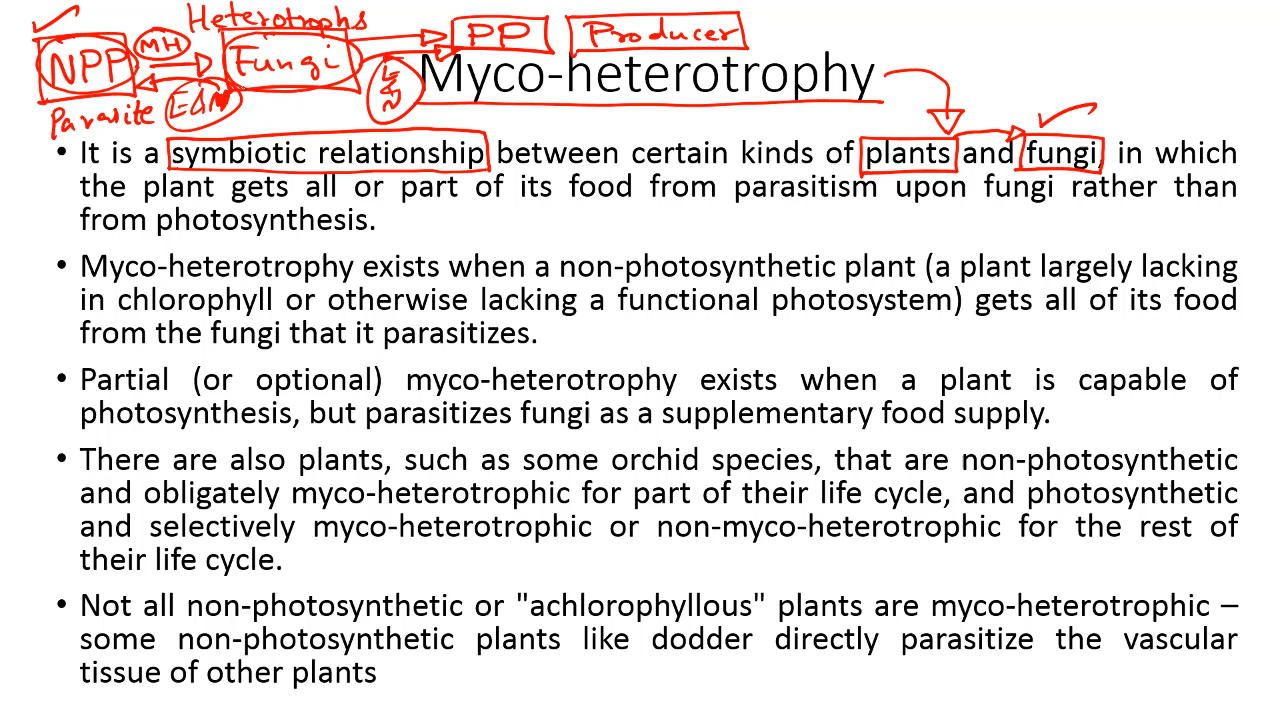 Heterotrophs
NPP MH Fungi PP Producer
Parasite E&N E&N
Myco-heterotrophy
• It is a symbiotic relationship between certain kinds of plants and fungi, in which
the plant gets all or part of its food from parasitism upon fungi rather than
from photosynthesis.
• Myco-heterotrophy exists when a non-photosynthetic plant (a plant largely lacking
in chlorophyll or otherwise lacking a functional photosystem) gets all of its food
from the fungi that it parasitizes.
• Partial (or optional) myco-heterotrophy exists when a plant is capable of
photosynthesis, but parasitizes fungi as a supplementary food supply.
• There are also plants, such as some orchid species, that are non-photosynthetic
and obligately myco-heterotrophic for part of their life cycle, and photosynthetic
and selectively myco-heterotrophic or non-myco-heterotrophic for the rest of
their life cycle.
• Not all non-photosynthetic or "achlorophyllous" plants are myco-heterotrophic –
some non-photosynthetic plants like dodder directly parasitize the vascular
tissue of other plants